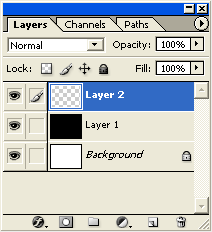 Layers Channels Paths
Normal Opacity: 100%
Lock: Fill: 100%
Layer 2
Layer 1
Background